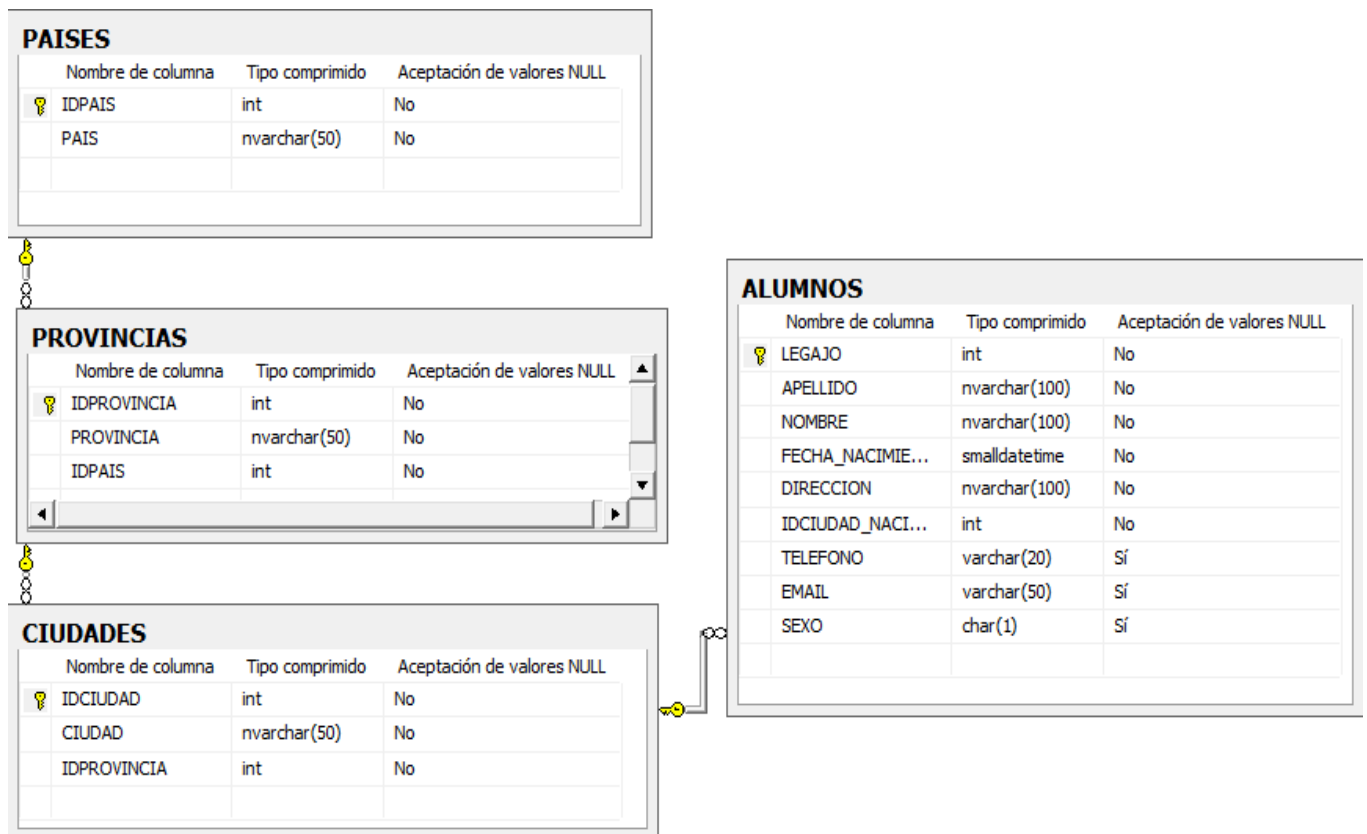 PAISES
Nombre de columna Tipo comprimido Aceptación de valores NULL
IDPAIS int No
PAIS nvarchar(50) No
PROVINCIAS
Nombre de columna Tipo comprimido Aceptación de valores NULL
IDPROVINCIA int No
PROVINCIA nvarchar(50) No
IDPAIS int No
CIUDADES
Nombre de columna Tipo comprimido Aceptación de valores NULL
IDCIUDAD int No
CIUDAD nvarchar(50) No
IDPROVINCIA int No
ALUMNOS
Nombre de columna Tipo comprimido Aceptación de valores NULL
LEGAJO int No
APELLIDO nvarchar(100) No
NOMBRE nvarchar(100) No
FECHA_NACIMIE... smalldatetime No
DIRECCION nvarchar(100) No
IDCIUDAD_NACI... int No
TELEFONO varchar(20) Sí
EMAIL varchar(50) Sí
SEXO char(1) Sí